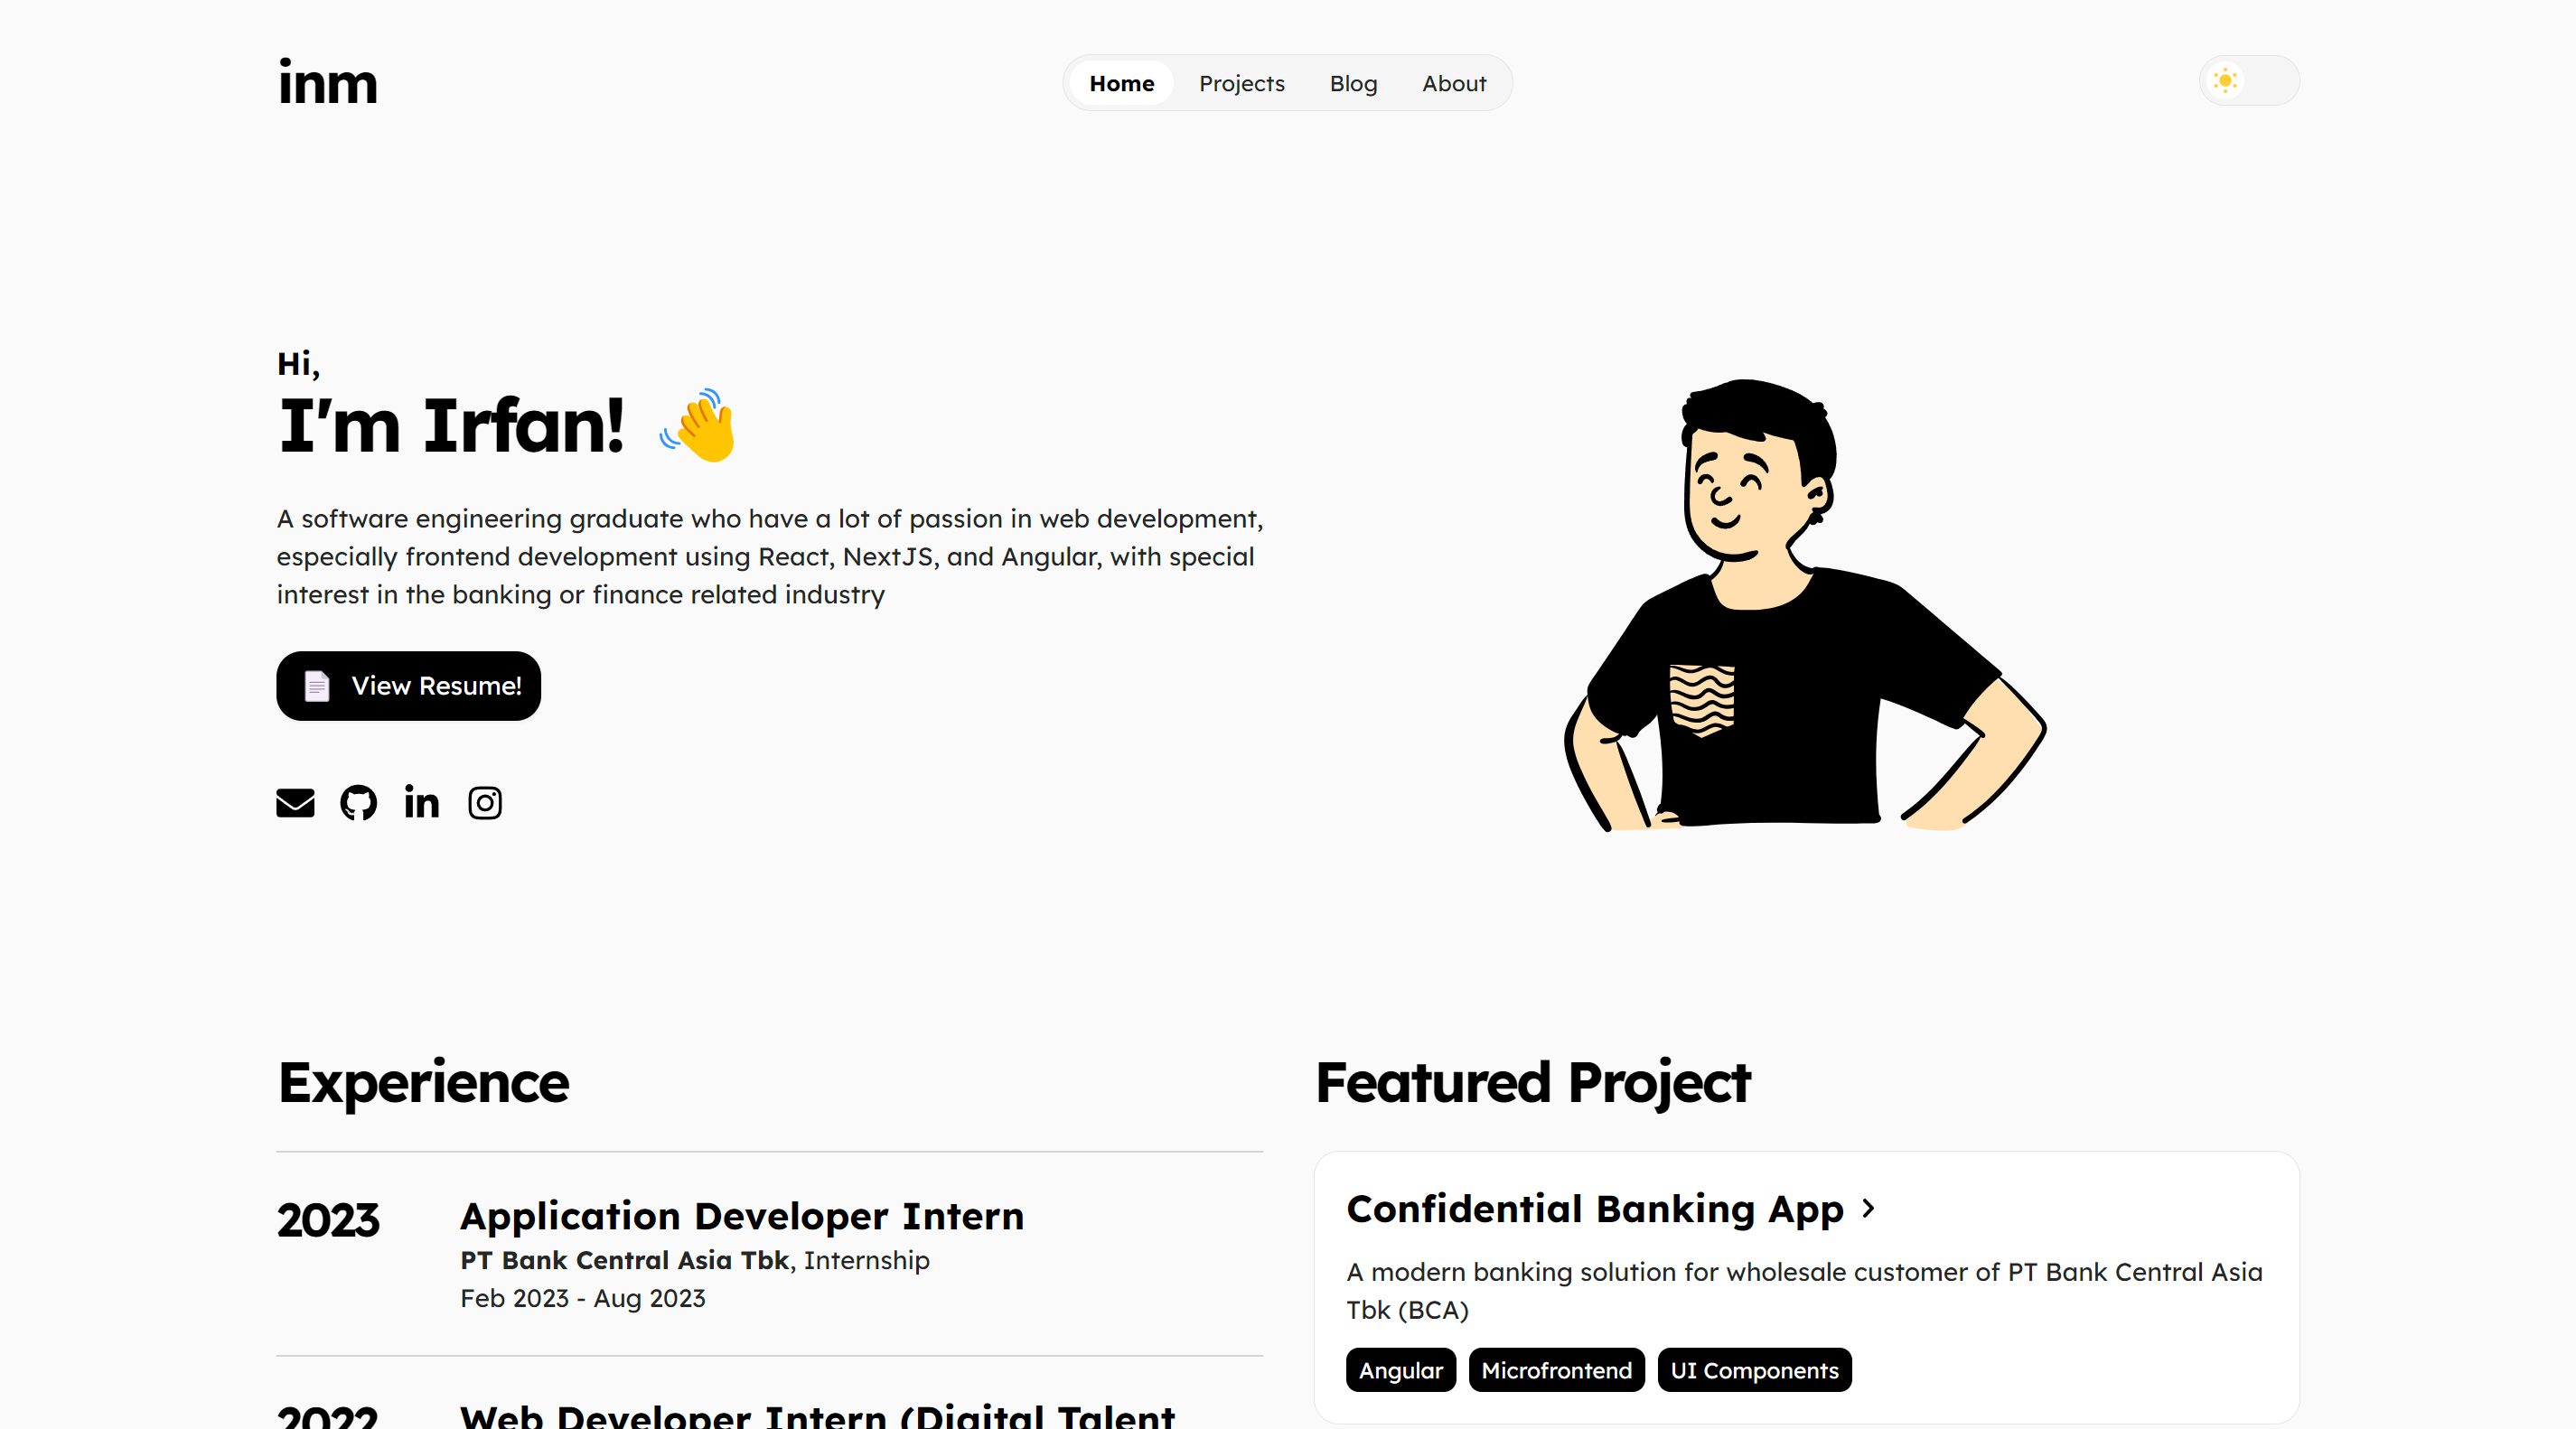 inm
Home
Projects
Blog
About
Hi,
I'm Irfan!
A software engineering graduate who have a lot of passion in web development,
especially frontend development using React, NextJS, and Angular, with special
interest in the banking or finance related industry
View Resume!
in
Experience
2023
Application Developer Intern
PT Bank Central Asia Tbk, Internship
Feb 2023 - Aug 2023
2022
Web Developer Intern (Digital Talent
Featured Project
Confidential Banking App
A modern banking solution for wholesale customer of PT Bank Central Asia
Tbk (BCA)
Angular
Microfrontend
UI Components